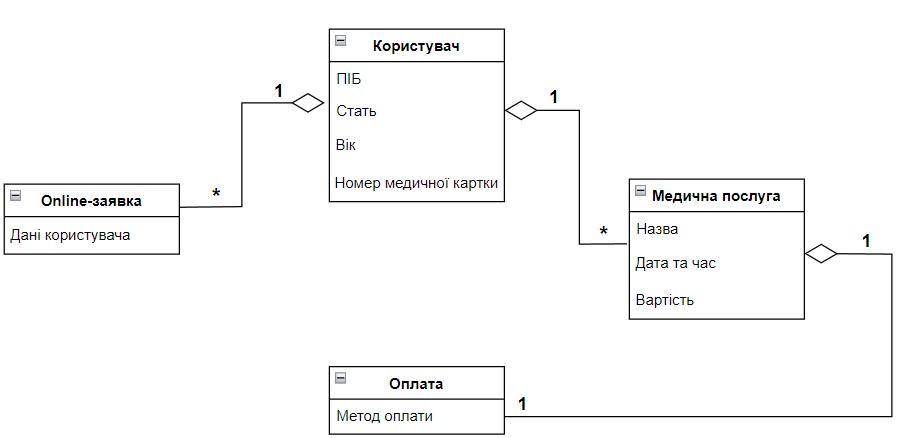 Користувач
ПІБ
Стать
Вік
Номер медичної картки
1
*
Online-заявка
Дані користувача
1
*
Медична послуга
Назва
Дата та час
Вартість
1
1
Оплата
Метод оплати